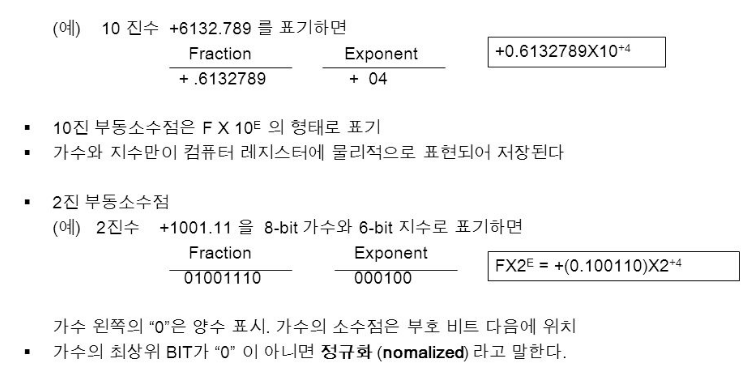 (예) 10 진수 +6132.789 를 표기하면
Fraction Exponent +0.6132789X10+4
+ .6132789 + 04
▪ 10진 부동소수점은 F X 10E 의 형태로 표기
▪ 가수와 지수만이 컴퓨터 레지스터에 물리적으로 표현되어 저장된다
▪ 2진 부동소수점
(예) 2진수 +1001.11 을 8-bit 가수와 6-bit 지수로 표기하면
Fraction Exponent FX2E = +(0.100110)X2+4
01001110 000100
가수 왼쪽의 “0”은 양수 표시. 가수의 소수점은 부호 비트 다음에 위치
▪ 가수의 최상위 BIT가 “0” 이 아니면 정규화 (nomalized) 라고 말한다.